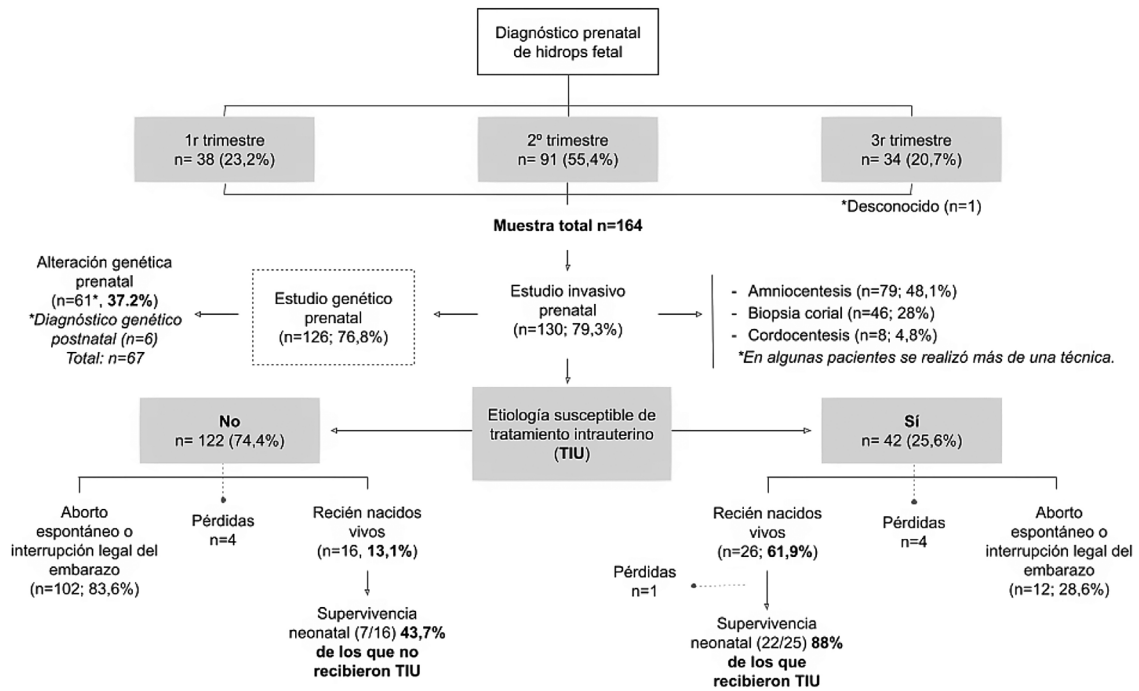 Diagnóstico prenatal
de hidrops fetal
1r trimestre
n= 38 (23,2%)
2º trimestre
n= 91 (55,4%)
3r trimestre
n= 34 (20,7%)
*Desconocido (n=1)
Muestra total n=164
Alteración genética
prenatal
(n=61*, 37.2%)
*Diagnóstico genético
postnatal (n=6)
Total: n=67
Estudio genético
prenatal
(n=126; 76,8%)
Estudio invasivo
prenatal
(n=130; 79,3%)
- Amniocentesis (n=79; 48,1%)
- Biopsia corial (n=46; 28%)
- Cordocentesis (n=8; 4,8%)
*En algunas pacientes se realizó más de una técnica.
No
n= 122 (74,4%)
Etiología susceptible de
tratamiento intrauterino
(TIU)
Sí
n= 42 (25,6%)
Aborto
espontáneo o
interrupción legal del
embarazo
(n=102; 83,6%)
Pérdidas
n=4
Recién nacidos
vivos
(n=16, 13,1%)
Supervivencia
neonatal (7/16) 43,7%
de los que no
recibieron TIU
Recién nacidos
vivos
(n=26; 61,9%)
Pérdidas
n=1
Supervivencia
neonatal (22/25) 88%
de los que
recibieron TIU
Pérdidas
n=4
Aborto
espontáneo o
interrupción legal del
embarazo
(n=12; 28,6%)